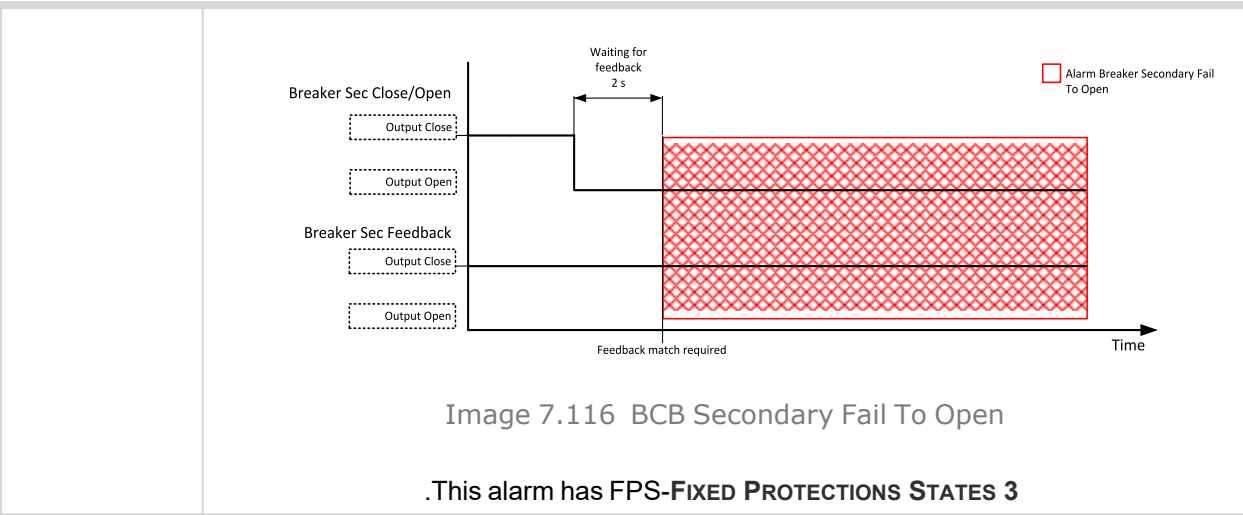 Waiting for
feedback
2 s
Alarm Breaker Secondary Fail
To Open
Breaker Sec Close/Open
Output Close
Output Open
Breaker Sec Feedback
Output Close
Output Open
Feedback match required
Time
Image 7.116 BCB Secondary Fail To Open
.This alarm has FPS-FIXED PROTECTIONS STATES 3